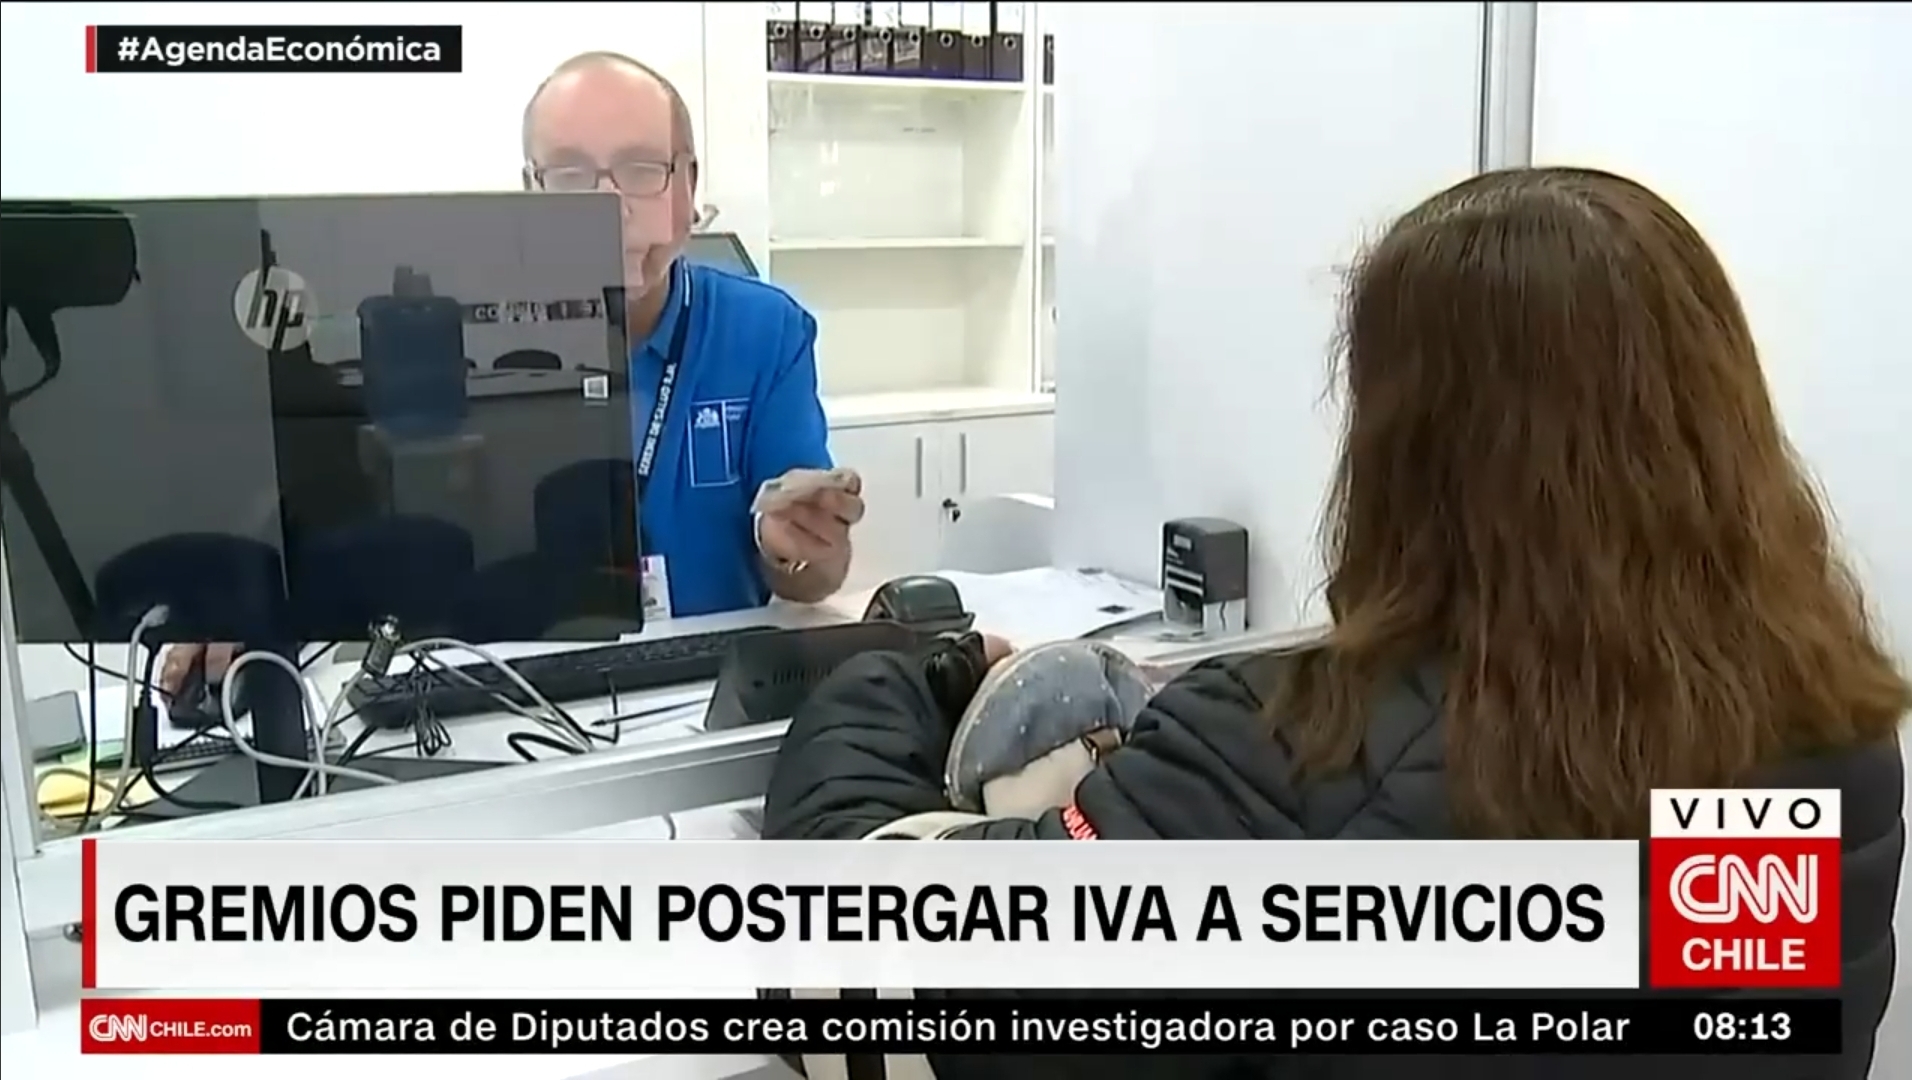 #AgendaEconómica
hp
VIVO
GREMIOS PIDEN POSTERGAR IVA A SERVICIOS
CNN
CHILE
CNNCHILE.com
Cámara de Diputados crea comisión investigadora por caso La Polar
08:13